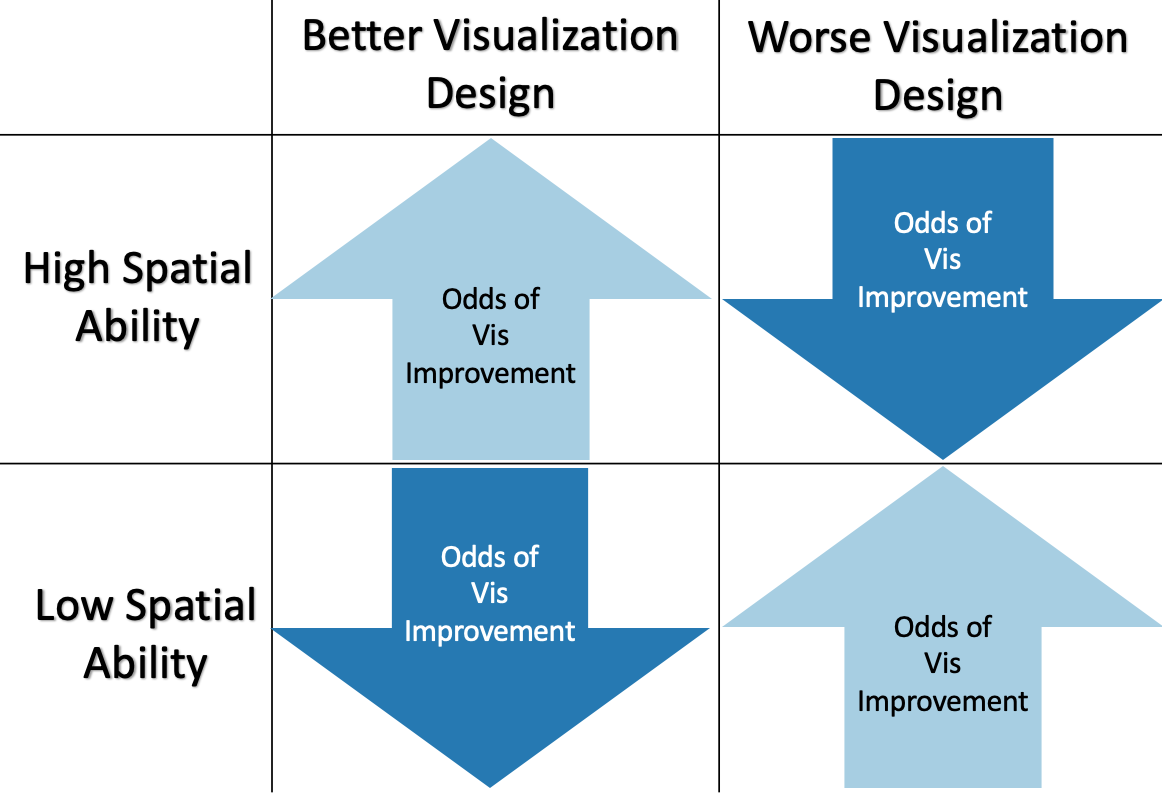 Better Visualization
Design
Worse Visualization
Design
High Spatial
Ability
Odds of
Vis
Improvement
Odds of
Vis
Improvement
Low Spatial
Ability
Odds of
Vis
Improvement
Odds of
Vis
Improvement